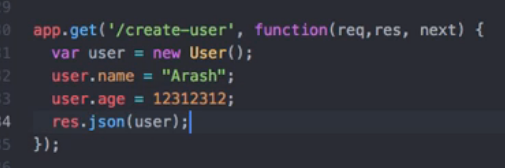 app.get('/create-user', function(req,res, next) {
var user = new User();
user.name = "Arash";
user.age = 12312312;
res.json(user);
});